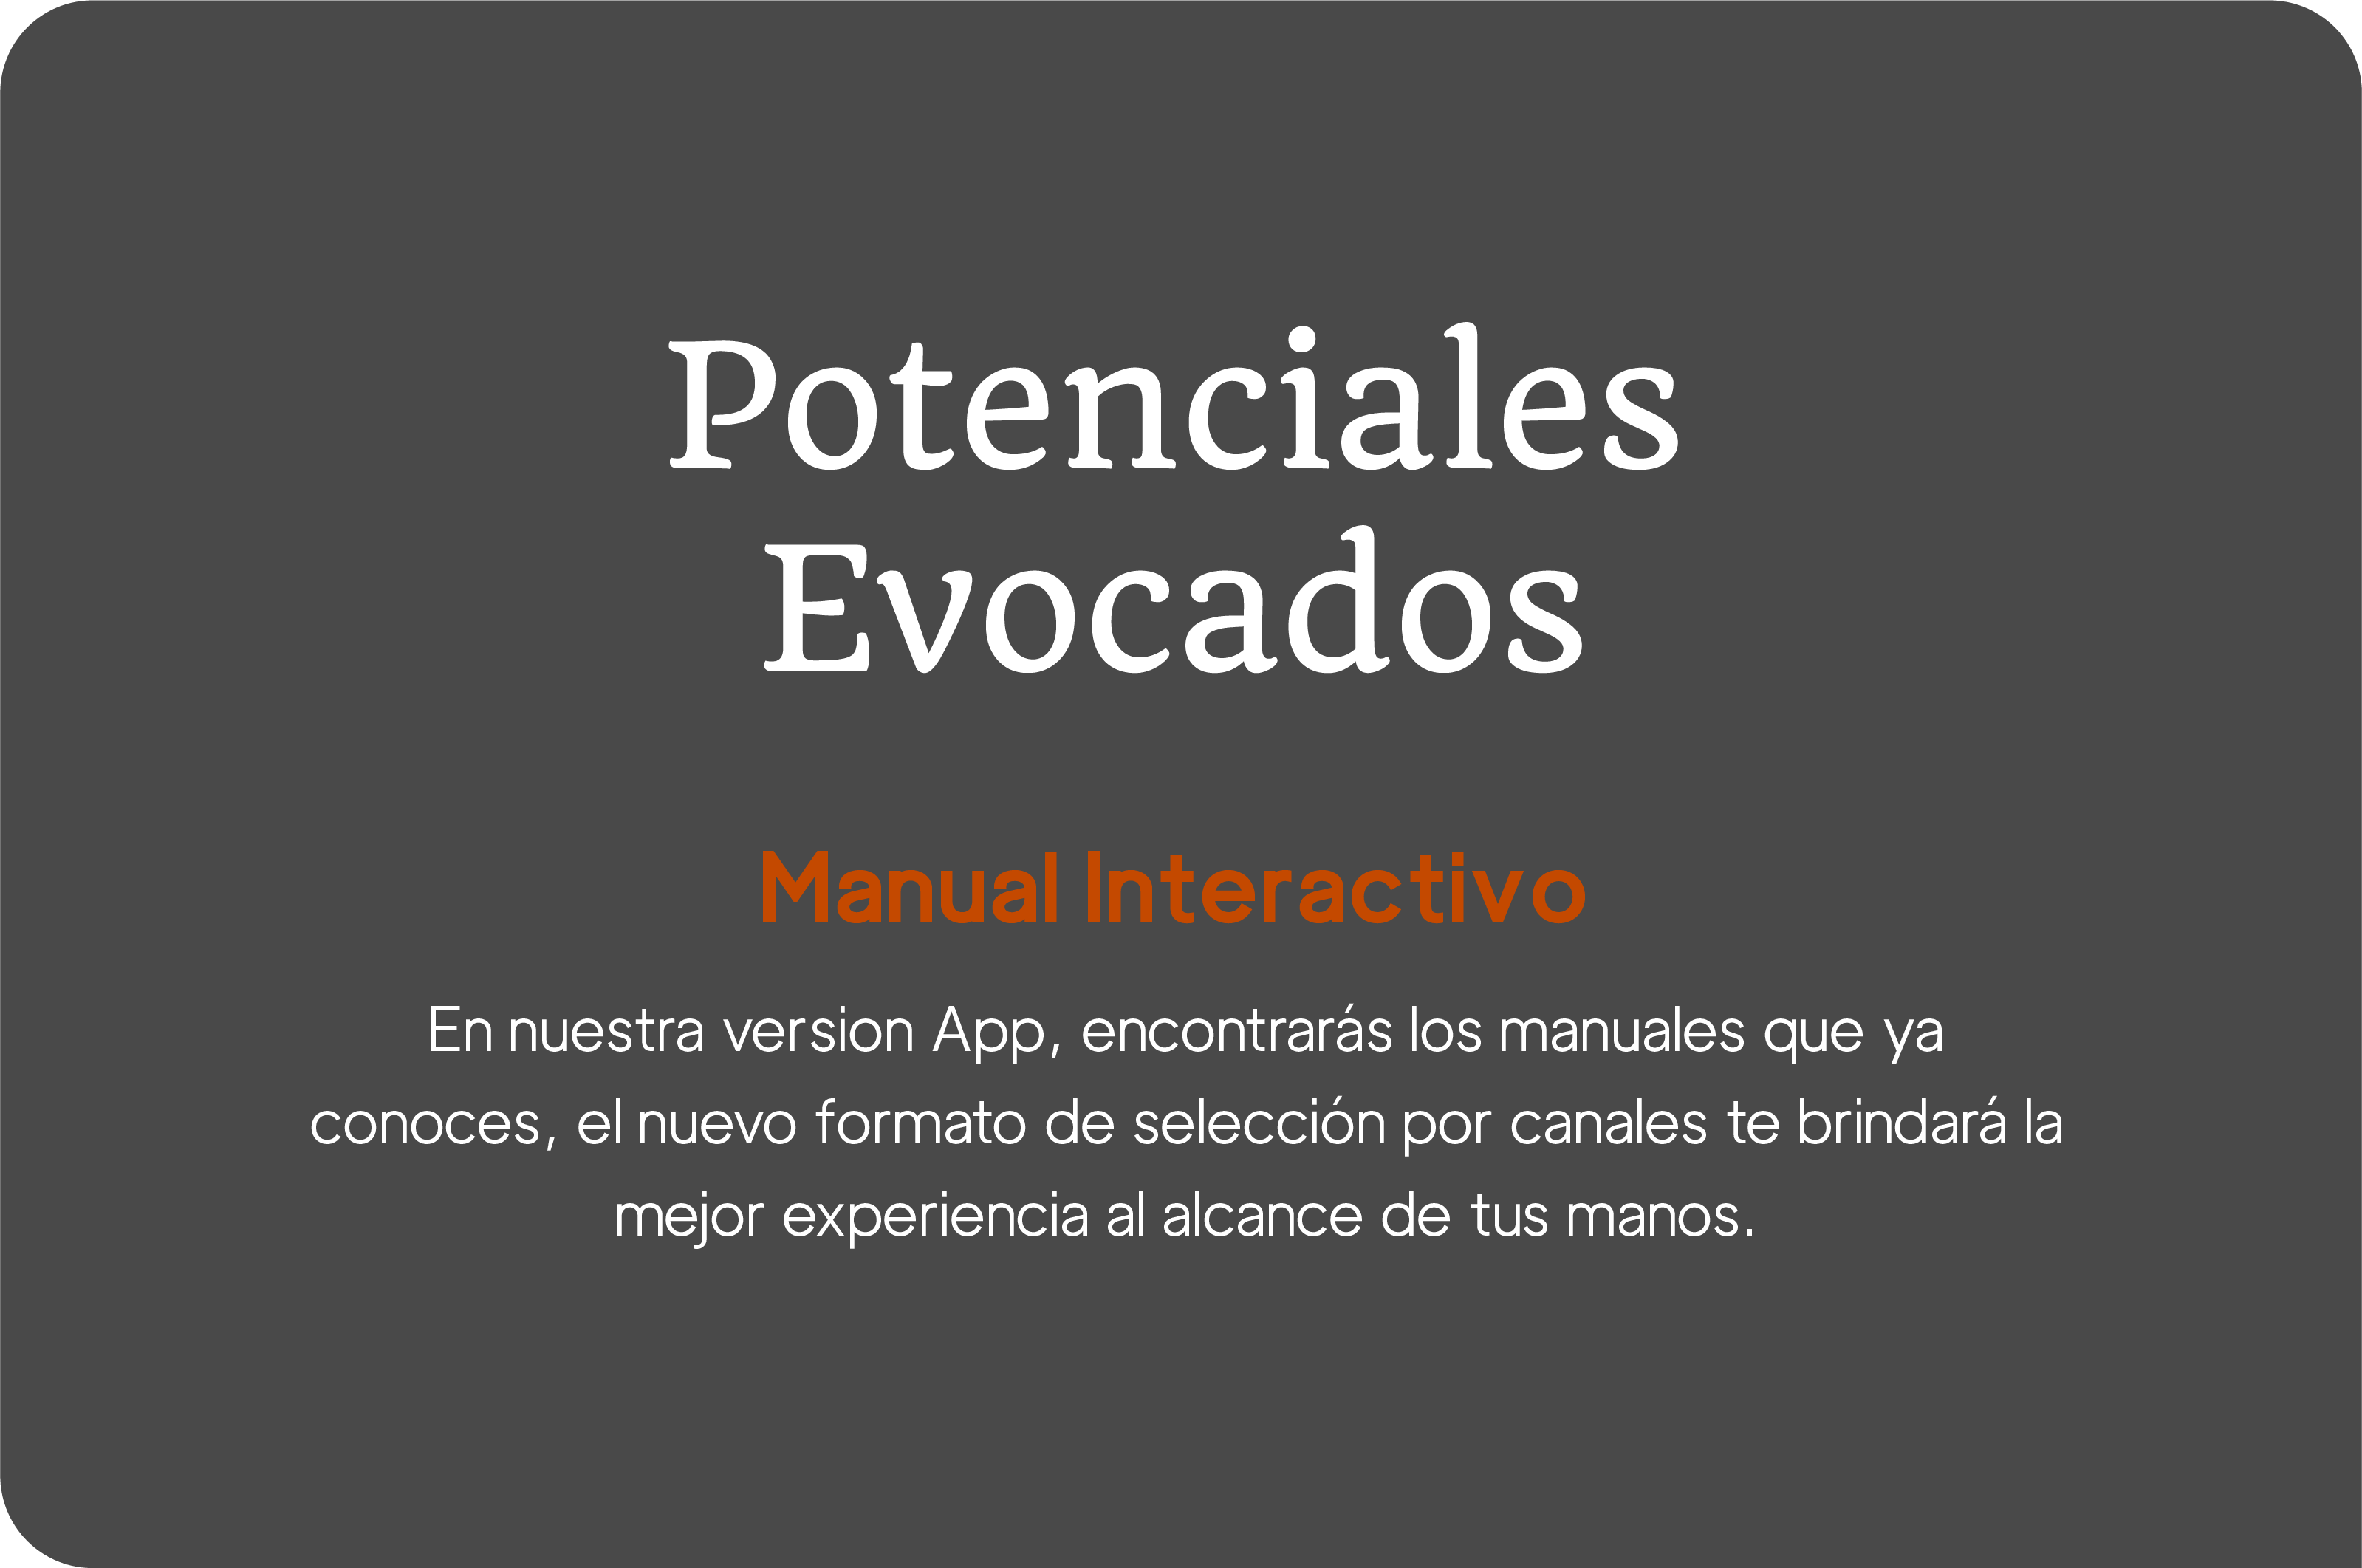 Potenciales
Evocados
Manual Interactivo
En nuestra version App, encontrarás los manuales que ya
conoces, el nuevo formato de selección por canales te brindará la
mejor experiencia al alcance de tus manos.